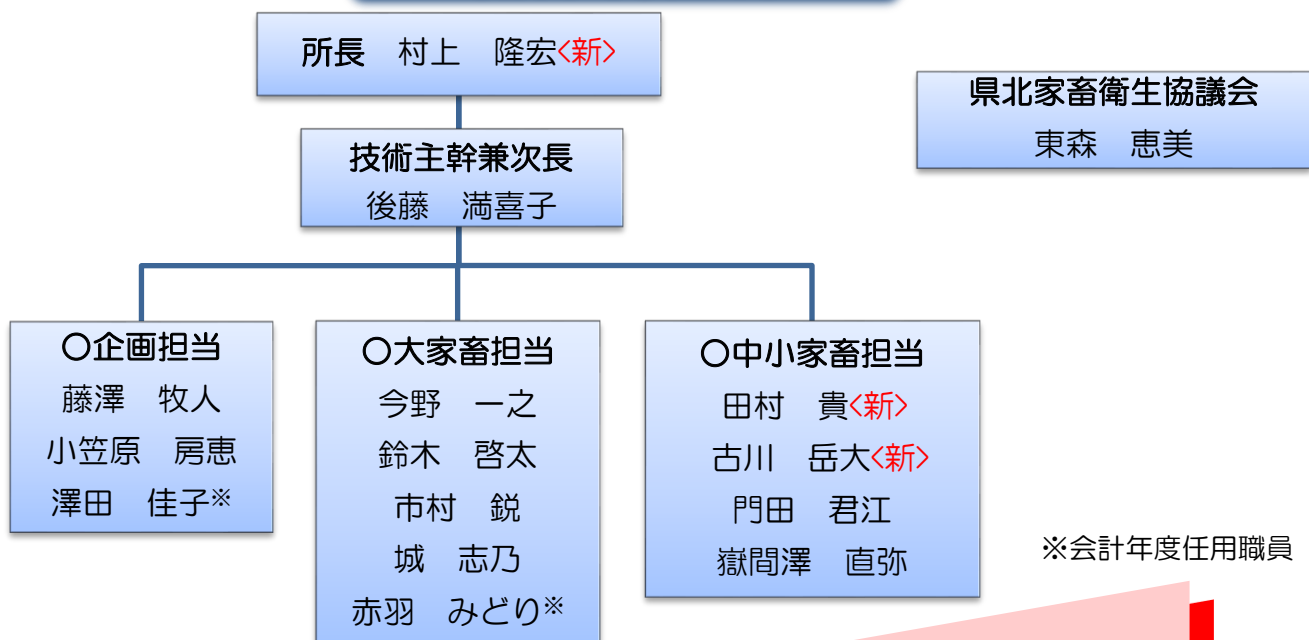 所長　村上　隆宏<新>
県北家畜衛生協議会
東森　恵美
技術主幹兼次長
後藤　満喜子
〇企画担当
藤澤　牧人
小笠原　房恵
澤田　佳子※
〇大家畜担当
今野　一之
鈴木　啓太
市村　鋭
城　志乃
赤羽　みどり※
〇中小家畜担当
田村　貴<新>
古川　岳大<新>
門田　君江
嶽間澤　直弥
※会計年度任用職員